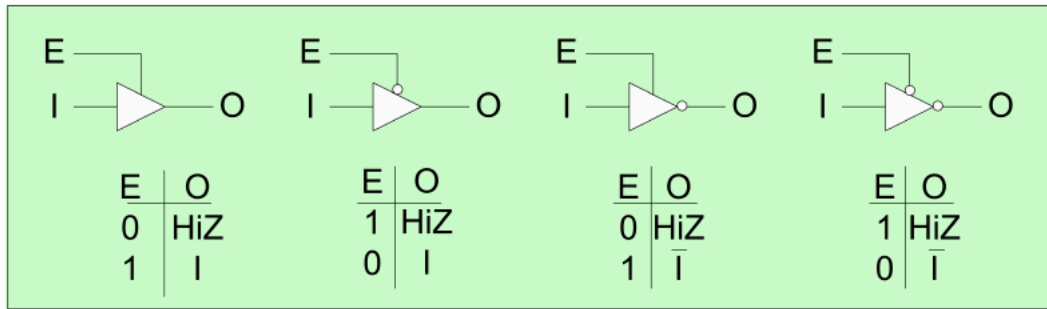 E E E E
I O I O I O I O
E O E O E O E O
0 HiZ 1 HiZ 0 HiZ 1 HiZ
1 I 0 I 1 Ī 0 Ī